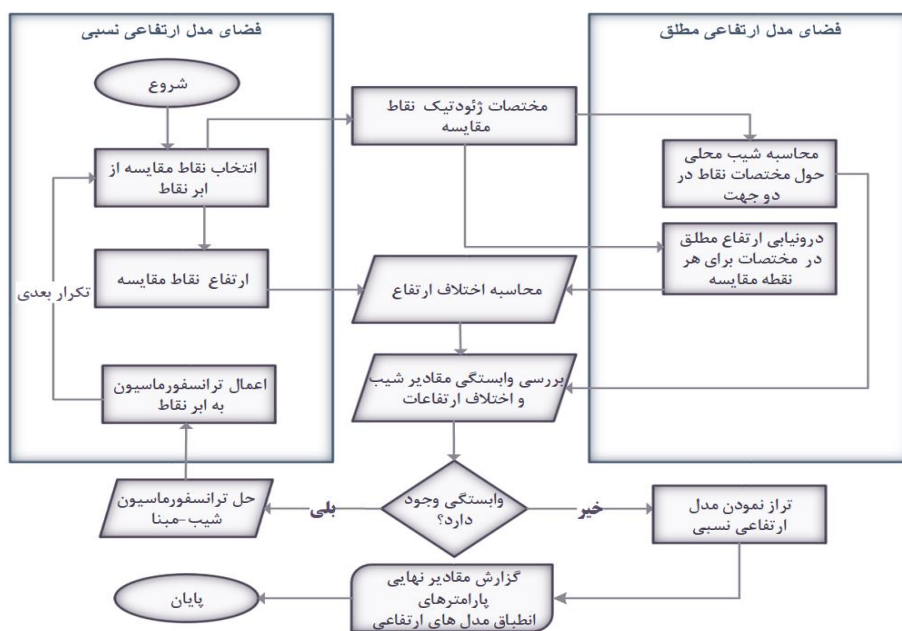 فضای مدل ارتفاعی مطلق
فضای مدل ارتفاعی نسبی
شروع
مختصات ژئودتیک نقاط
مقایسه
انتخاب نقاط مقایسه از
ابر نقاط
محاسبه شیب محلی
حول مختصات نقاط در
دو جهت
ارتفاع نقاط مقایسه
درونیابی ارتفاع مطلق
در مختصات برای هر
نقطه مقایسه
محاسبه اختلاف ارتفاع
تکرار بعدی
بررسی وابستگی مقادیر شیب
و اختلاف ارتفاعات
اعمال ترانسفورماسیون
به ابر نقاط
وابستگی وجود
دارد؟
خیر
بلی
حل ترانسفورماسیون
شیب-مبنا
تراز نمودن مدل
ارتفاعی نسبی
گزارش مقادیر نهایی
پارامترهای
انطباق مدل های ارتفاعی
پایان